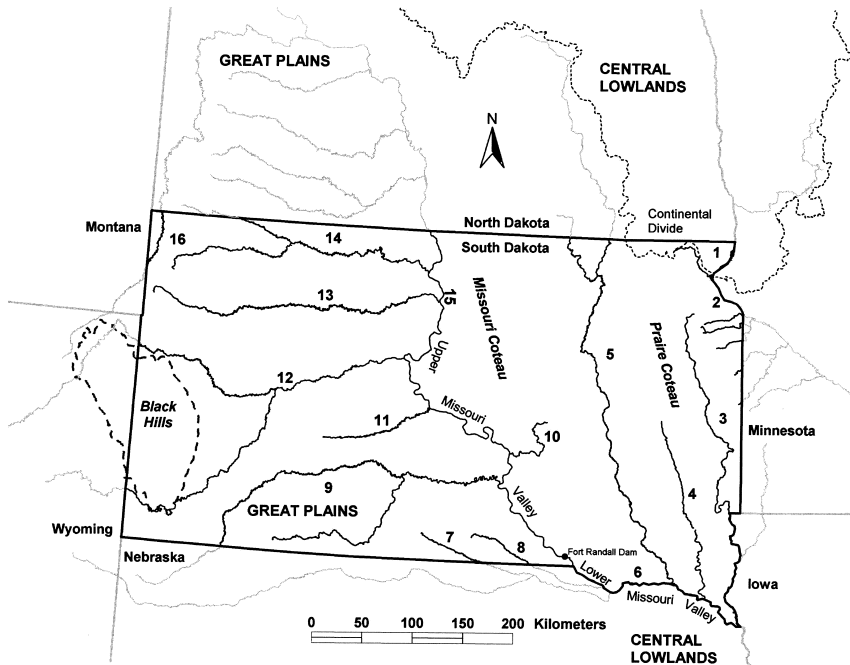 GREAT PLAINS
CENTRAL
LOWLANDS
N
Montana
North Dakota
South Dakota
Continental
Divide
1
16
14
15
2
13
Missouri Coteau
Praire Coteau
Upper
5
12
Black
Hills
Missouri
11
10
3
Minnesota
9
GREAT PLAINS
Valley
4
Wyoming
Nebraska
7
8
Fort Randall Dam
6
Lower
Missouri
Valley
Iowa
0 50 100 150 200 Kilometers
CENTRAL
LOWLANDS